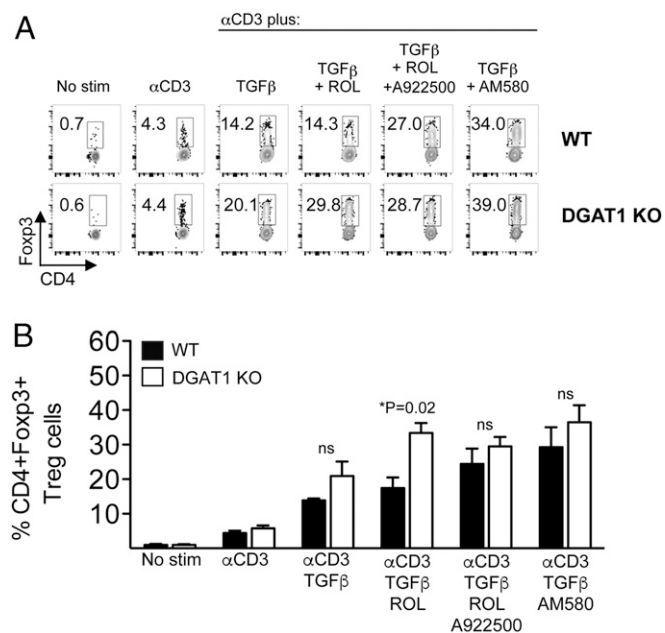 A
αCD3 plus:
No stim
αCD3
TGFβ
TGFβ
+ ROL
TGFβ
+ ROL
+A922500
TGFβ
+ AM580
0.7
4.3
14.2
14.3
27.0
34.0
WT
0.6
4.4
20.1
29.8
28.7
39.0
DGAT1 KO
Foxp3
CD4
B
WT
DGAT1 KO
% CD4+Foxp3+
Treg cells
60
50
40
30
20
10
ns
*P=0.02
ns
ns
No stim
αCD3
αCD3
TGFβ
αCD3
TGFβ
ROL
αCD3
TGFβ
ROL
A922500
αCD3
TGFβ
AM580